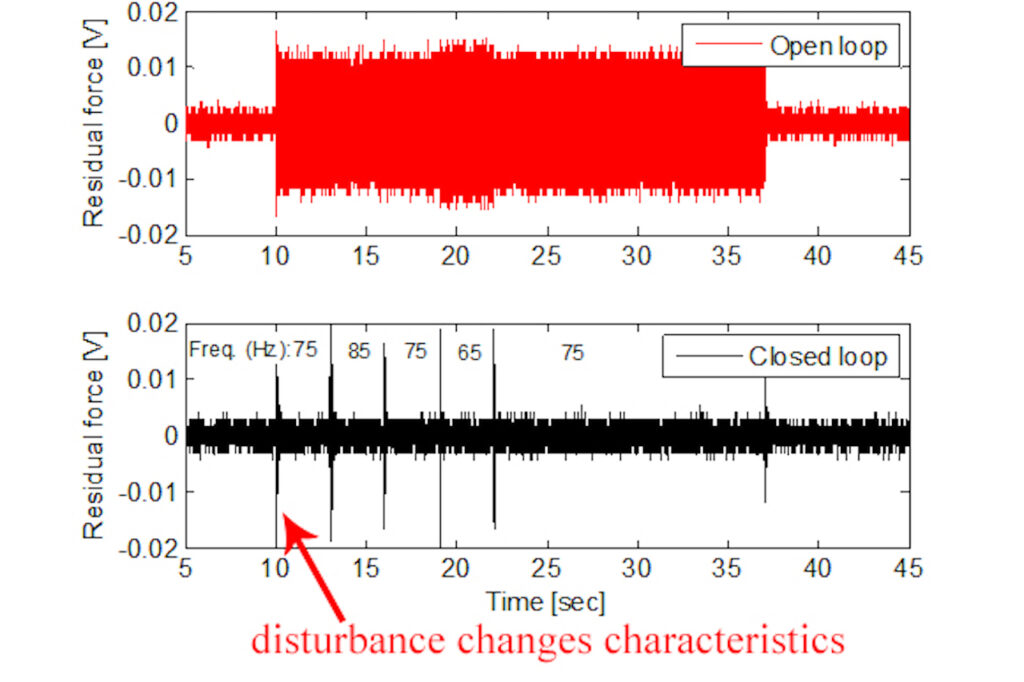 0.02
0.01
0
-0.01
-0.02
Residual force [V]
Open loop
5 10 15 20 25 30 35 40 45
0.02
0.01
0
-0.01
-0.02
Residual force [V]
Freq. (Hz):75 85 75 65 75
Closed loop
5 10 15 20 25 30 35 40 45
Time [sec]
disturbance changes characteristics